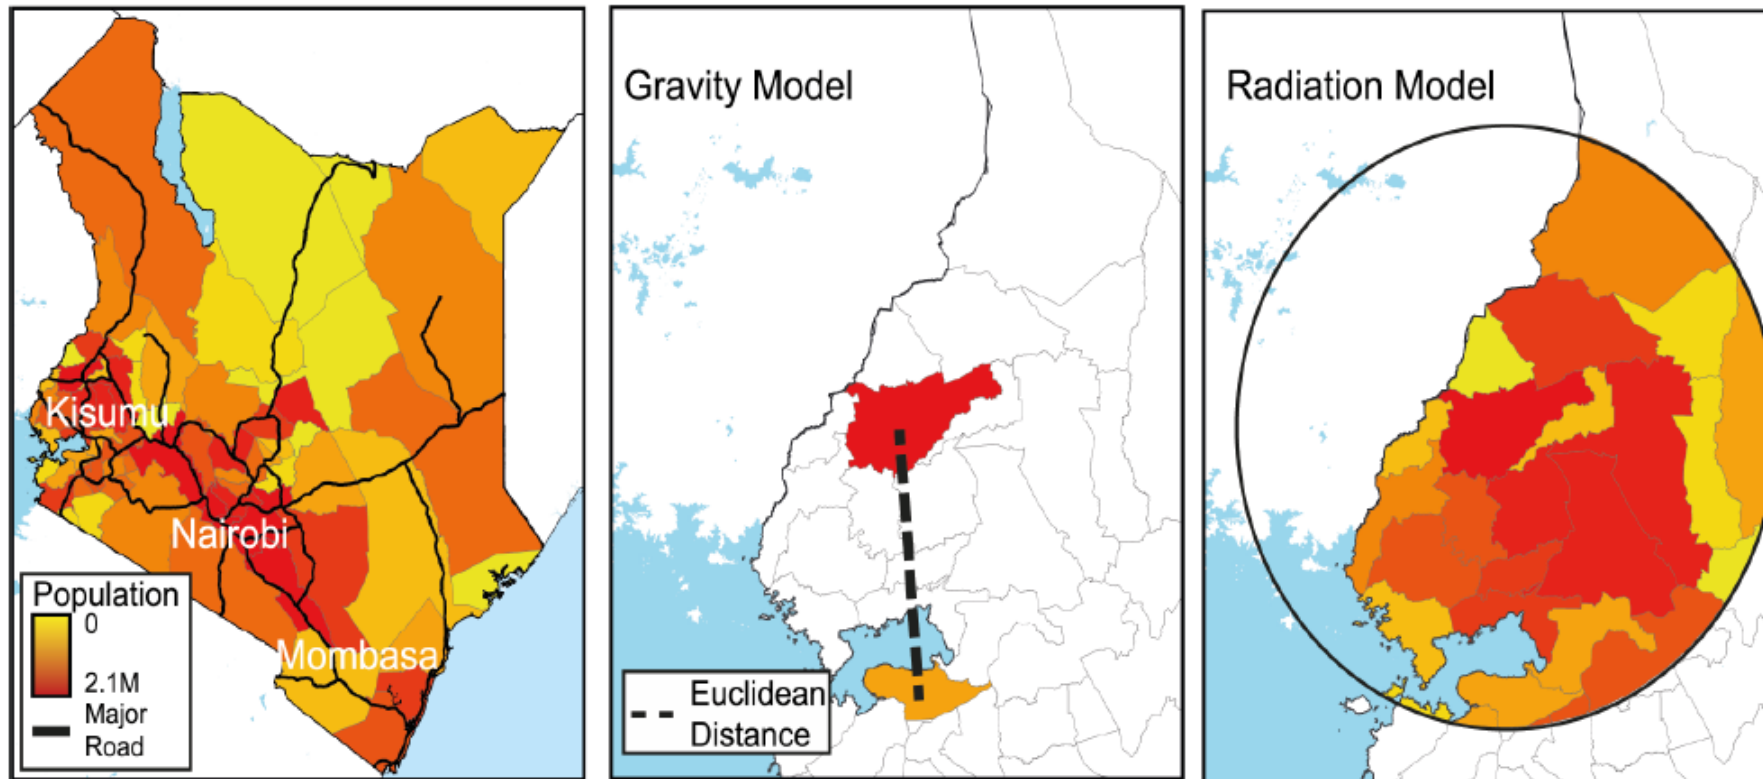 Kisumu
Nairobi
Mombasa
Population
0
2.1M
Major
Road
Gravity Model
Euclidean
Distance
Radiation Model